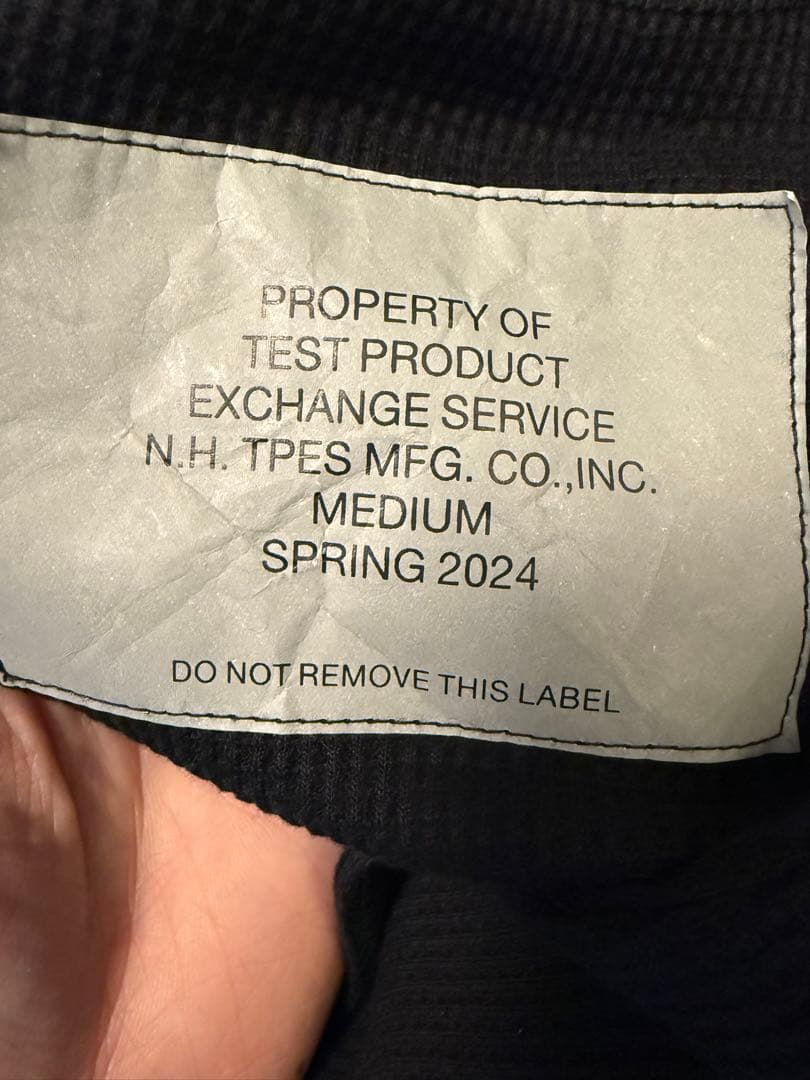 PROPERTY OF
TEST PRODUCT
EXCHANGE SERVICE
N.H. TPES MFG. CO.,INC.
MEDIUM
SPRING 2024
DO NOT REMOVE THIS LABEL